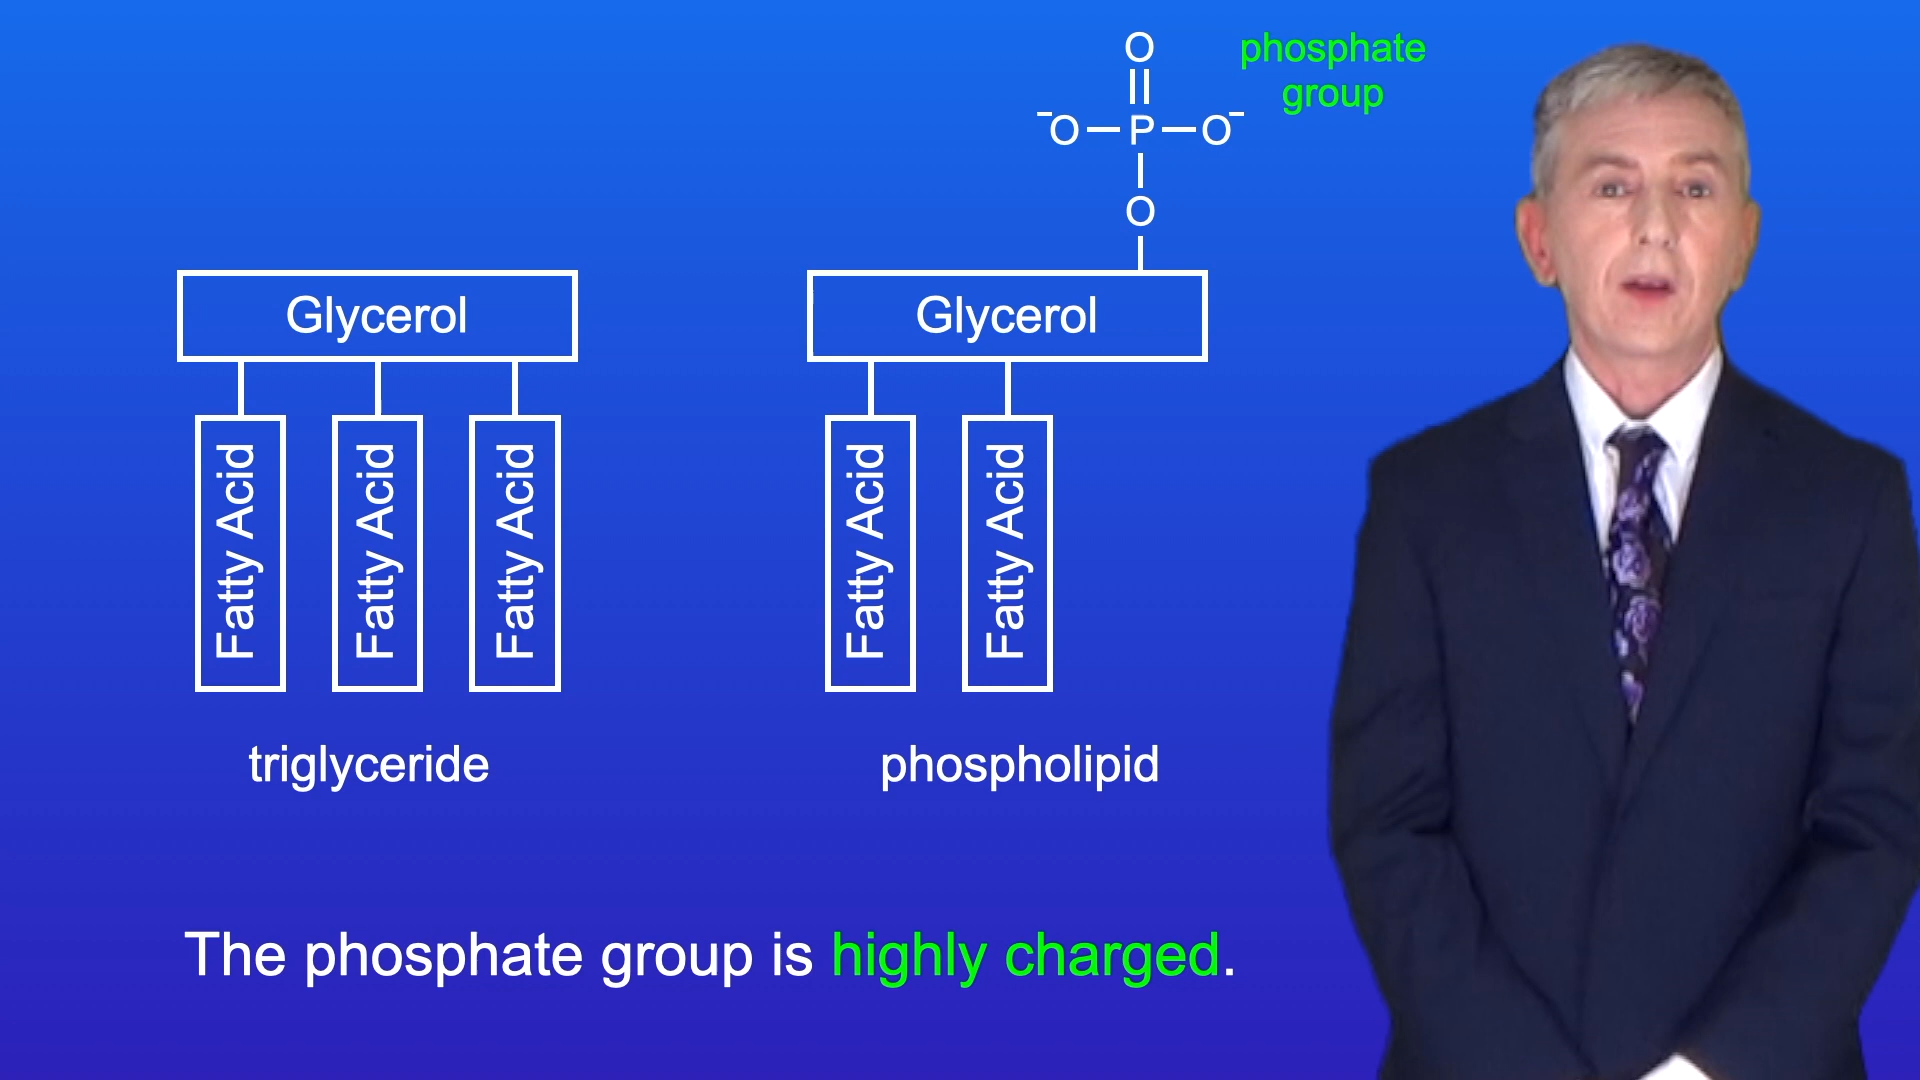 O
||
⁻O—P—O⁻
|
O
phosphate
group
Glycerol
Fatty Acid
Fatty Acid
Fatty Acid
triglyceride
Glycerol
Fatty Acid
Fatty Acid
phospholipid
The phosphate group is highly charged.